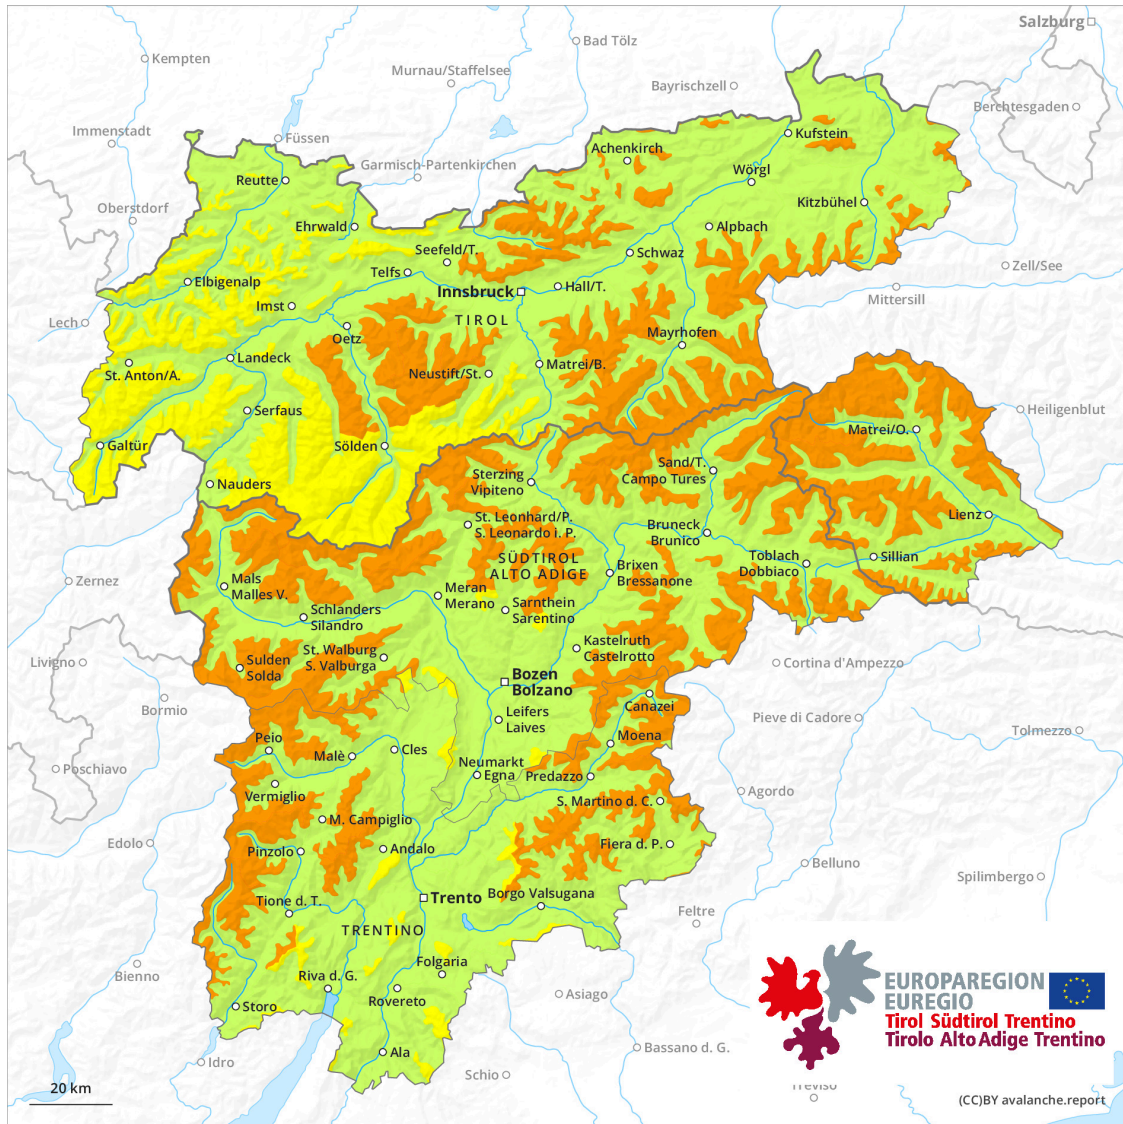 Salzburg
Bad Tölz
Kempten
Murnau/Staffelsee
Bayrischzell
Berchtesgaden
Immenstadt
Füssen
Kufstein
Achenkirch
Garmisch-Partenkirchen
Wörgl
Reutte
Oberstdorf
Kitzbühel
Ehrwald
Alpbach
Seefeld/T.
Schwaz
Zell/See
Telfs
Elbigenalp
Hall/T.
Innsbruck
Mittersill
Imst
TIROL
Lech
Oetz
Mayrhofen
Landeck
Matrei/B.
St. Anton/A.
Neustift/St.
Serfaus
Heiligenblut
Matrei/O.
Galtür
Sölden
Sand/T.
Campo Tures
Sterzing
Vipiteno
Nauders
Lienz
St. Leonhard/P.
S. Leonardo i. P.
Bruneck
Brunico
SÜDTIROL
ALTO ADIGE
Toblach
Dobbiaco
Sillian
Brixen
Bressanone
Zernez
Mals
Malles V.
Meran
Merano
Sarnthein
Sarentino
Schlanders
Silandro
Kastelruth
Castelrotto
St. Walburg
S. Valburga
Livigno
Sulden
Solda
Cortina d'Ampezzo
Bozen
Bolzano
Bormio
Canazei
Leifers
Laives
Pieve di Cadore
Tolmezzo
Moena
Peio
Cles
Malè
Neumarkt
Egna
Predazzo
Poschiavo
Vermiglio
Agordo
S. Martino d. C.
M. Campiglio
Edolo
Fiera d. P.
Pinzolo
Andalo
Belluno
Spilimbergo
Borgo Valsugana
Trento
Tione d. T.
Feltre
TRENTINO
Folgaria
Bienno
Riva d. G.
Rovereto
Asiago
Storo
EUROPAREGION
EUREGIO
Tirol Südtirol Trentino
Tirolo Alto Adige Trentino
Ala
Bassano d. G.
Idro
Schio
Treviso
20 km
(CC)BY avalanche.report